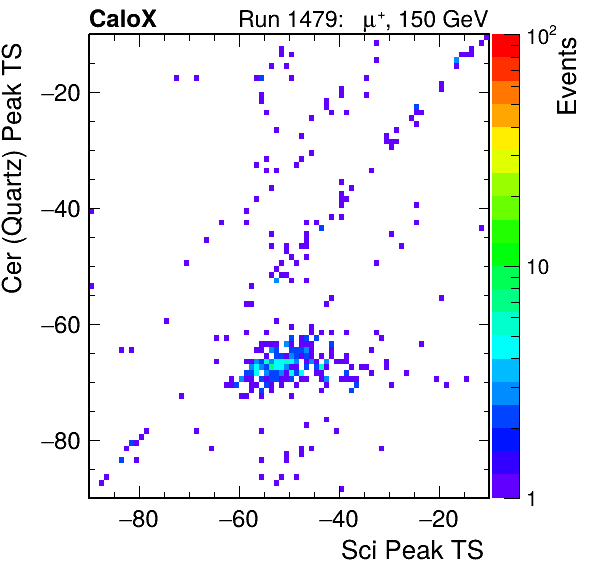 CaloX Run 1479: μ⁺, 150 GeV
Cer (Quartz) Peak TS
−20
−40
−60
−80
−80 −60 −40 −20
Sci Peak TS
10²
10
1
Events